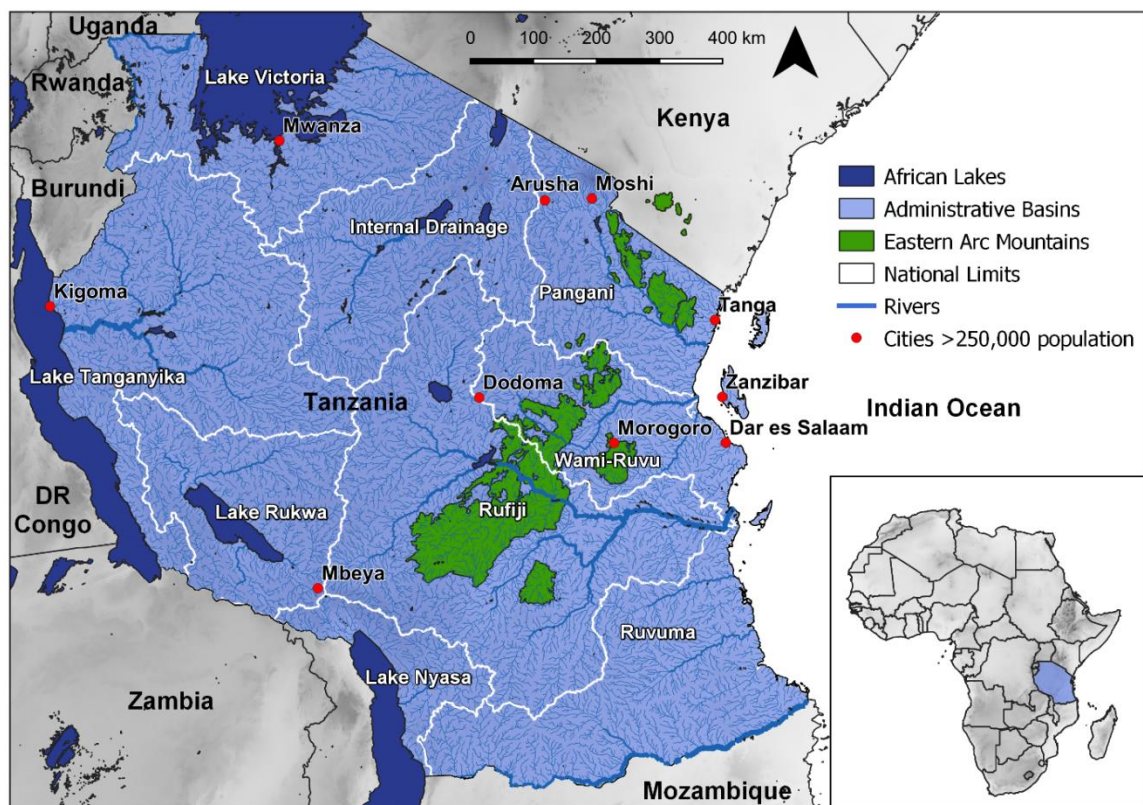 Uganda
0 100 200 300 400 km
Rwanda
Lake Victoria
Kenya
Mwanza
Burundi
Arusha
Moshi
Internal Drainage
Kigoma
Pangani
Tanga
Lake Tanganyika
Tanzania
Dodoma
Zanzibar
Indian Ocean
Morogoro
Dar es Salaam
Wami-Ruvu
DR
Congo
Lake Rukwa
Rufiji
Mbeya
Ruvuma
Lake Nyasa
Zambia
Mozambique
African Lakes
Administrative Basins
Eastern Arc Mountains
National Limits
Rivers
Cities >250,000 population